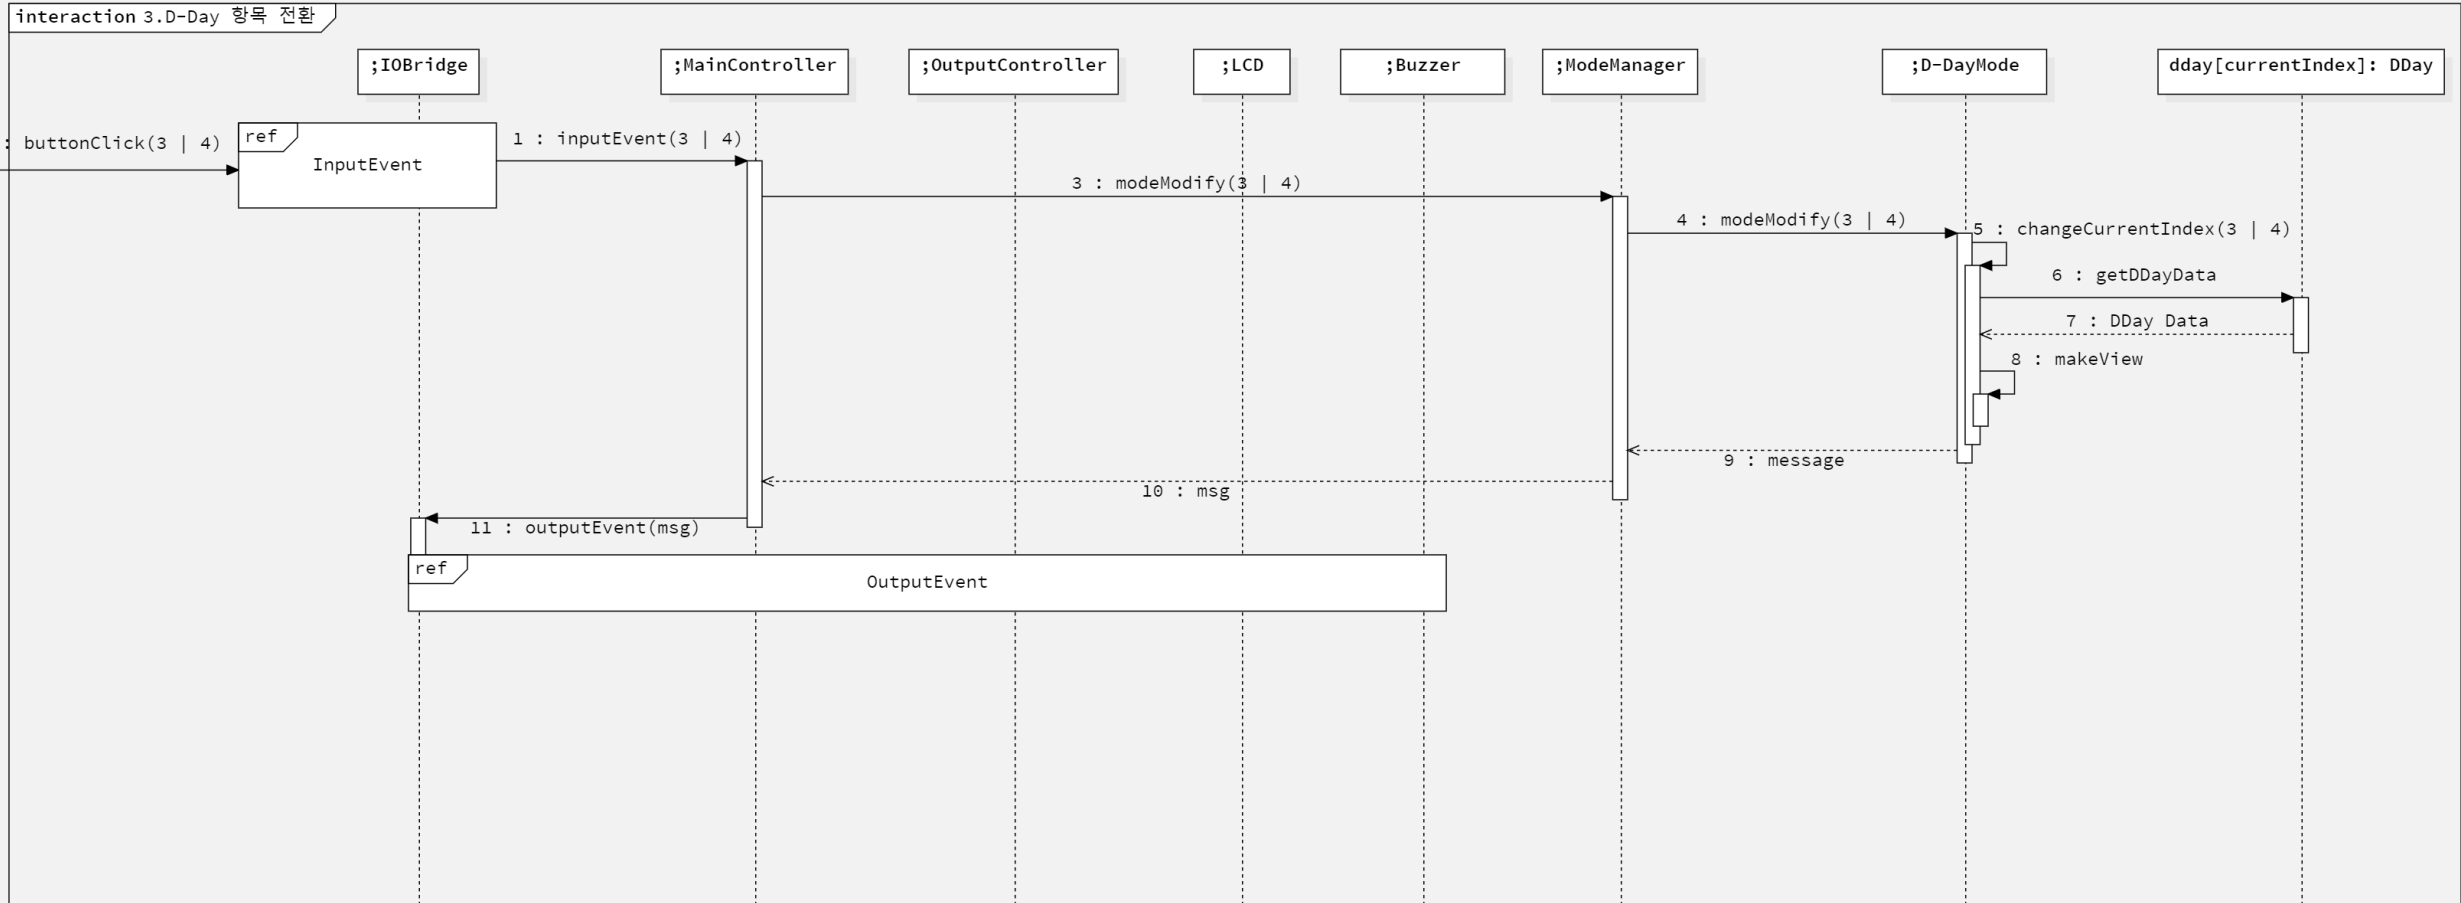 interaction 3.D-Day 항목 전환
;IOBridge
;MainController
;OutputController
;LCD
;Buzzer
;ModeManager
;D-DayMode
dday[currentIndex]: DDay
: buttonClick(3 | 4)
ref
InputEvent
1 : inputEvent(3 | 4)
3 : modeModify(3 | 4)
4 : modeModify(3 | 4)
5 : changeCurrentIndex(3 | 4)
6 : getDDayData
7 : DDay Data
8 : makeView
9 : message
10 : msg
11 : outputEvent(msg)
ref
OutputEvent